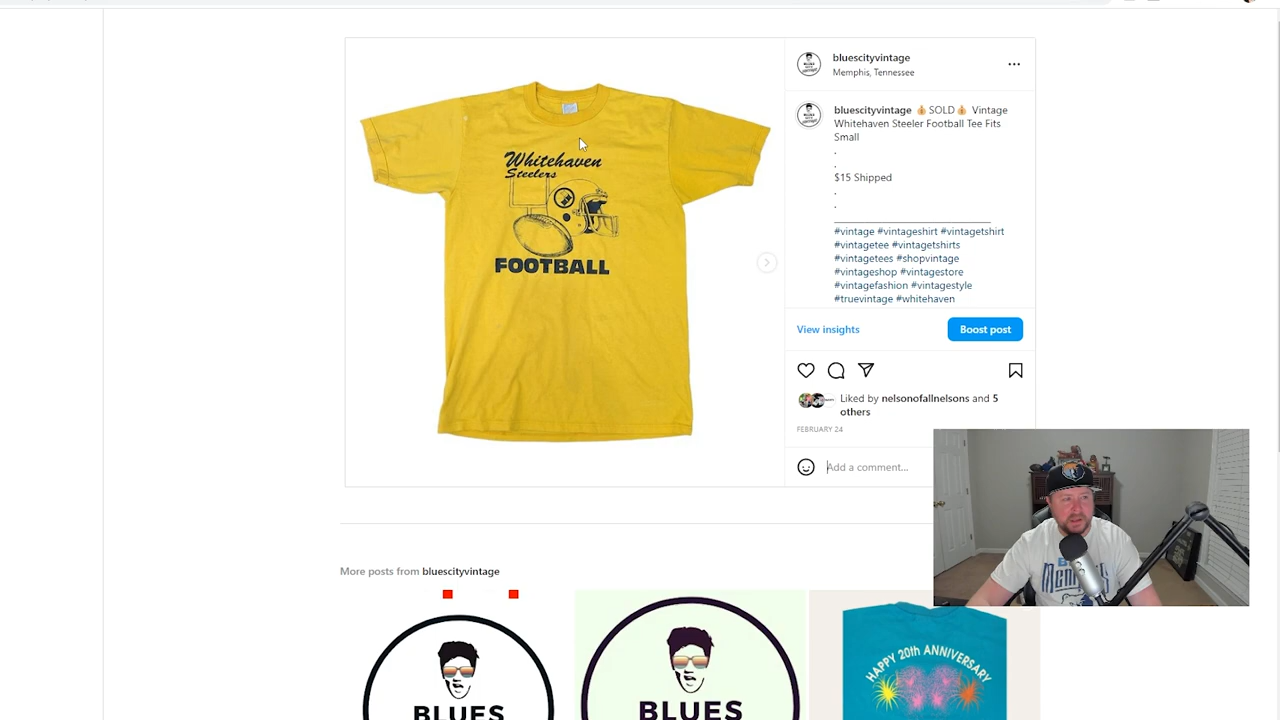 Whitehaven
Steelers
FOOTBALL
bluescityvintage
Memphis, Tennessee
bluescityvintage 💰 SOLD💰 Vintage
Whitehaven Steeler Football Tee Fits
Small
.
.
$15 Shipped
.
.
#vintage #vintageshirt #vintagetshirt
#vintagetee #vintagetshirts
#vintagetees #shopvintage
#vintageshop #vintagestore
#vintagefashion #vintagestyle
#truevintage #whitehaven
View insights
Boost post
Liked by nelsonofallnelsons and 5
others
FEBRUARY 24
Add a comment...
MEMPHIS
More posts from bluescityvintage
BLUES
BLUES
HAPPY 20th ANNIVERSARY